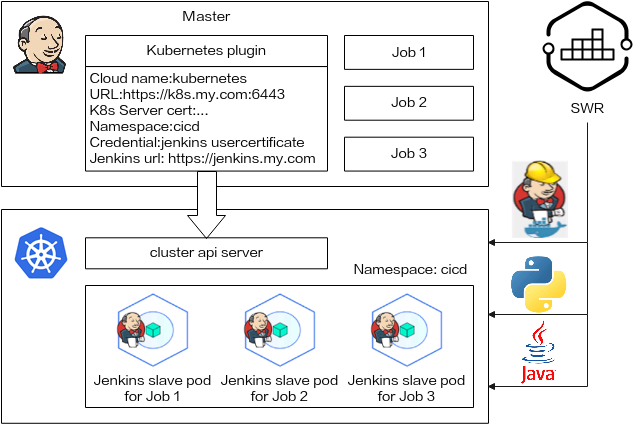 Master
Kubernetes plugin
Cloud name:kubernetes
URL:https://k8s.my.com:6443
K8s Server cert:...
Namespace:cicd
Credential:jenkins usercertificate
Jenkins url: https://jenkins.my.com
Job 1
Job 2
Job 3
SWR
cluster api server
Namespace: cicd
Jenkins slave pod
for Job 1
Jenkins slave pod
for Job 2
Jenkins slave pod
for Job 3
Java